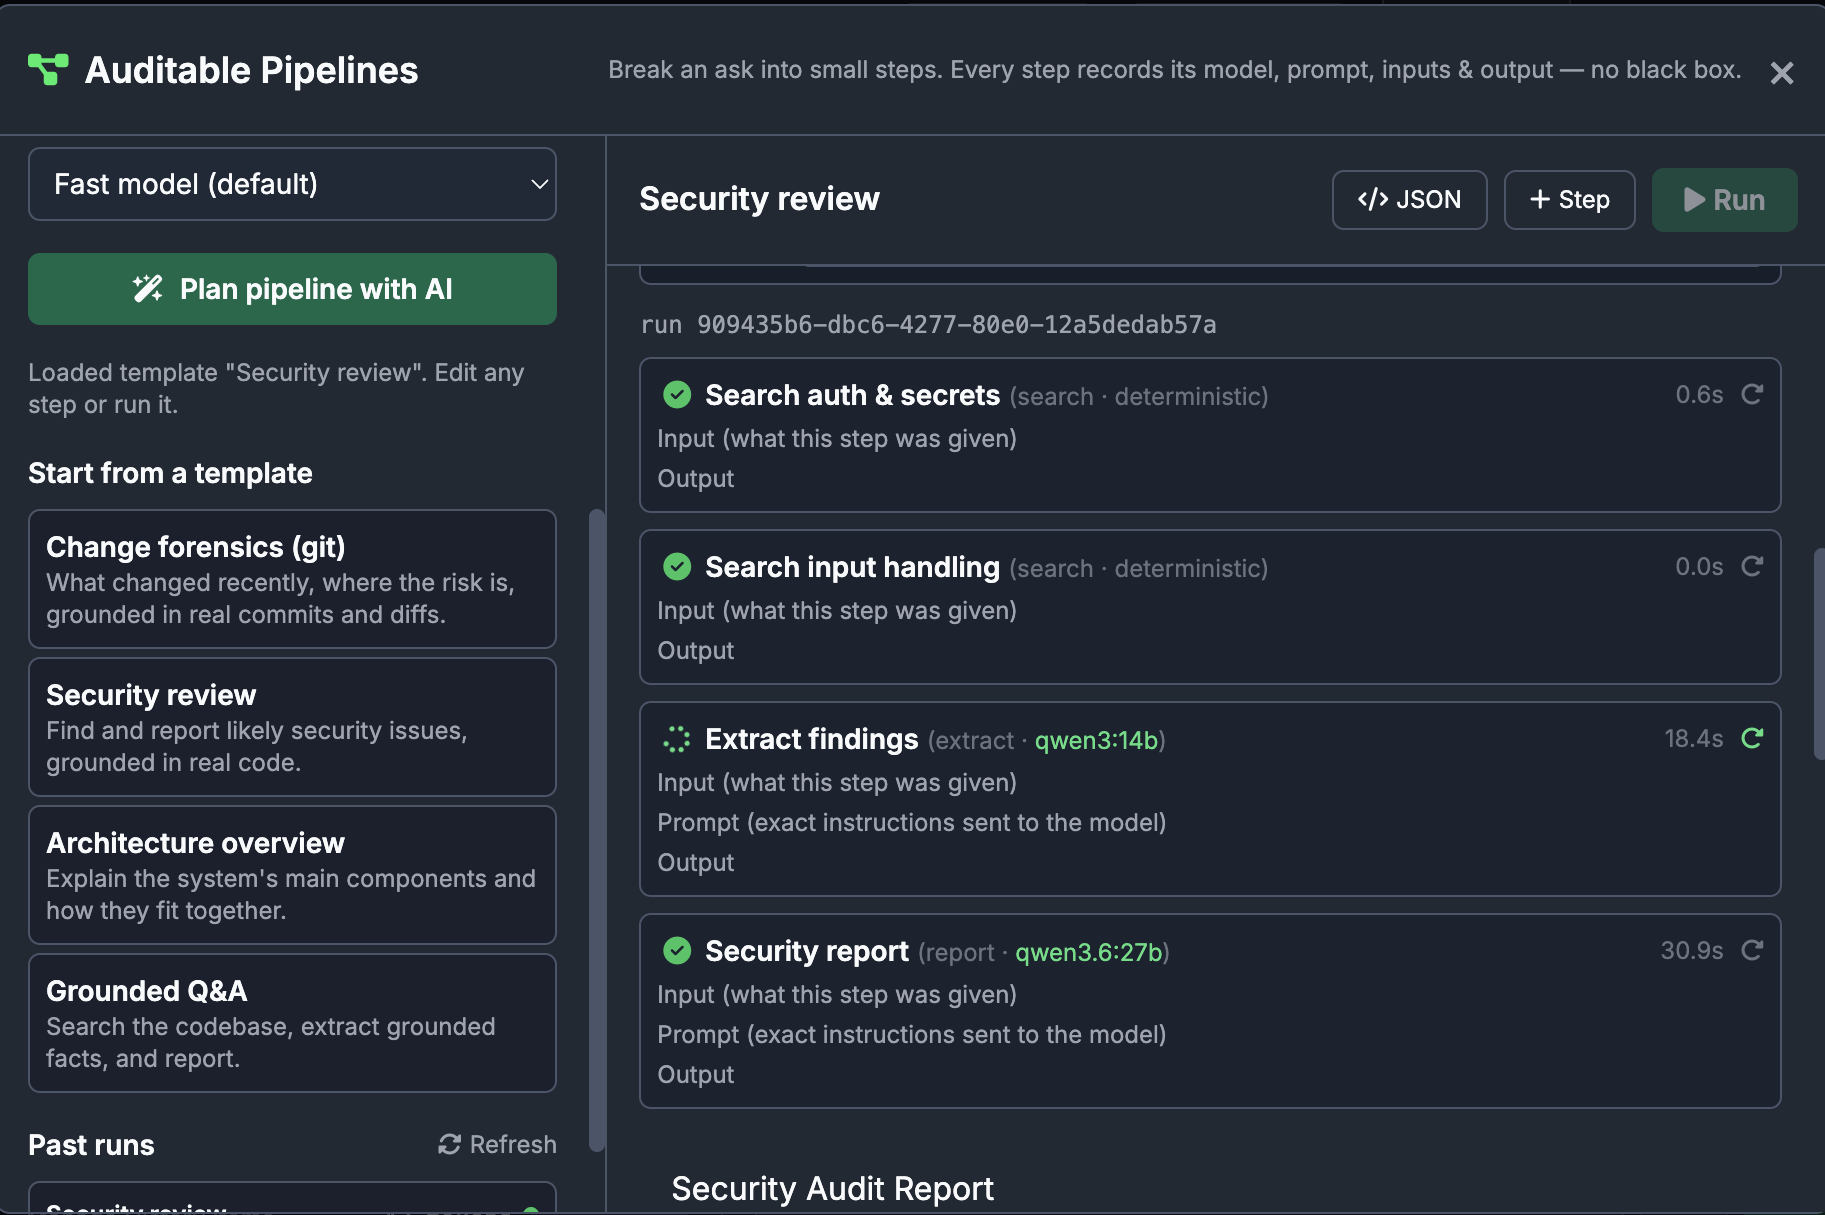 Auditable Pipelines
Break an ask into small steps. Every step records its model, prompt, inputs & output — no black box.
Fast model (default)
Plan pipeline with AI
Loaded template "Security review". Edit any
step or run it.
Start from a template
Change forensics (git)
What changed recently, where the risk is,
grounded in real commits and diffs.
Security review
Find and report likely security issues,
grounded in real code.
Architecture overview
Explain the system's main components and
how they fit together.
Grounded Q&A
Search the codebase, extract grounded
facts, and report.
Past runs
Refresh
Security review
Security review
</> JSON
+ Step
Run
run 909435b6-dbc6-4277-80e0-12a5dedab57a
Search auth & secrets (search · deterministic) 0.6s
Input (what this step was given)
Output
Search input handling (search · deterministic) 0.0s
Input (what this step was given)
Output
Extract findings (extract · qwen3:14b) 18.4s
Input (what this step was given)
Prompt (exact instructions sent to the model)
Output
Security report (report · qwen3.6:27b) 30.9s
Input (what this step was given)
Prompt (exact instructions sent to the model)
Output
Security Audit Report